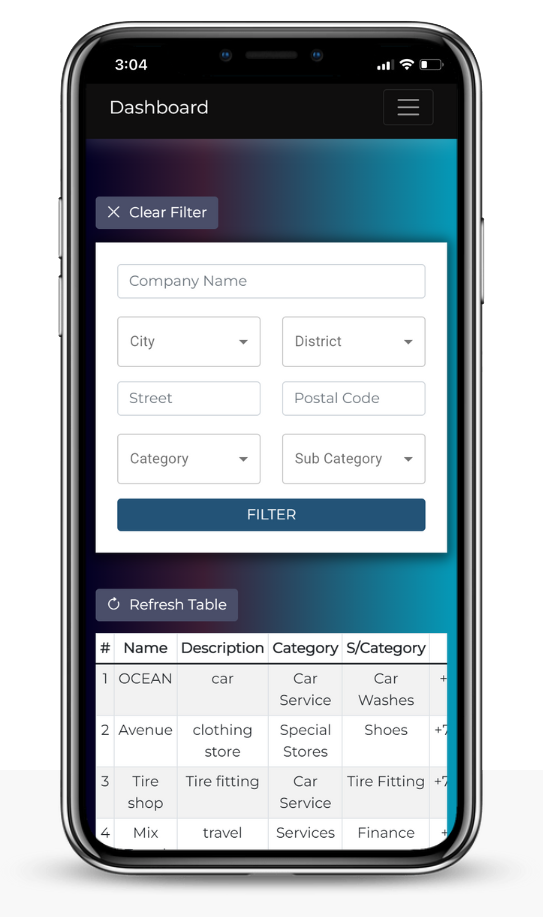 3:04
Dashboard
Clear Filter
Company Name
City District
Street Postal Code
Category Sub Category
FILTER
Refresh Table
# Name Description Category S/Category
1 OCEAN car Car Service Car Washes +
2 Avenue clothing store Special Stores Shoes +7
3 Tire shop Tire fitting Car Service Tire Fitting +7
4 Mix travel Services Finance +